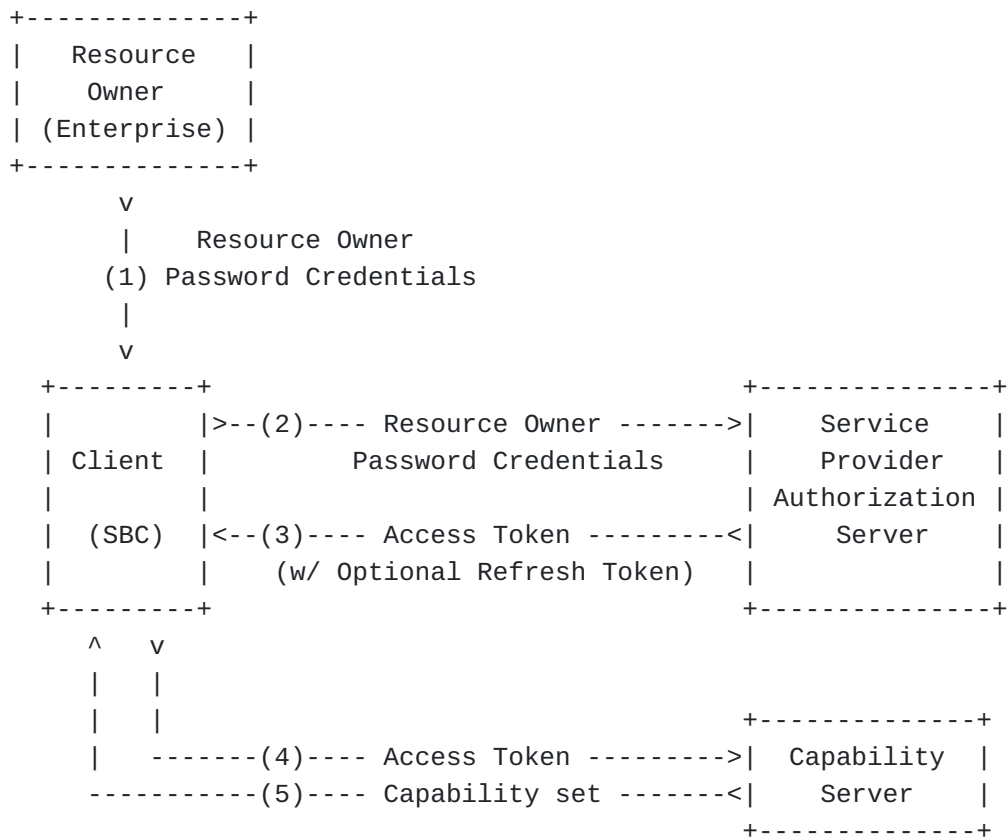 +--------------+
|   Resource   |
|    Owner     |
| (Enterprise) |
+--------------+
       v
       |    Resource Owner
      (1) Password Credentials
       |
       v
  +---------+                                  +---------------+
  |         |>--(2)---- Resource Owner ------->|    Service    |
  | Client  |         Password Credentials     |    Provider   |
  |         |                                  | Authorization |
  |  (SBC)  |<--(3)---- Access Token ---------<|     Server    |
  |         |    (w/ Optional Refresh Token)   |               |
  +---------+                                  +---------------+
     ^   v
     |   |
     |   |                                     +--------------+
     |   -------(4)---- Access Token --------->|  Capability  |
     -----------(5)---- Capability set -------<|    Server    |
                                               +--------------+